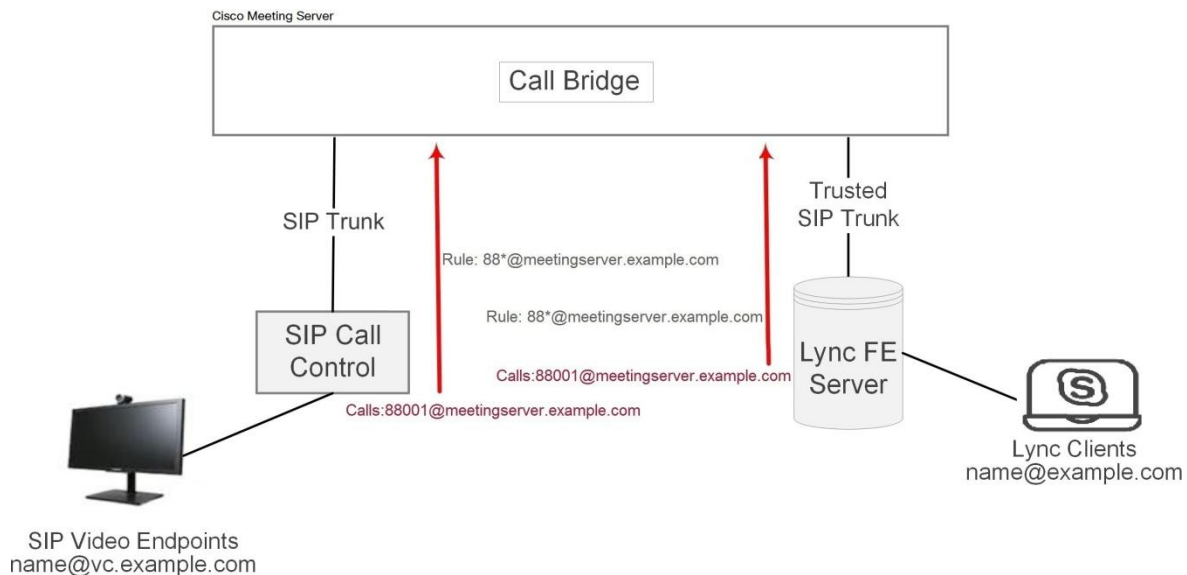 Cisco Meeting Server
Call Bridge
SIP Trunk
Trusted
SIP Trunk
Rule: 88*@meetingserver.example.com
Rule: 88*@meetingserver.example.com
SIP Call
Control
Lync FE
Server
Calls:88001@meetingserver.example.com
Calls:88001@meetingserver.example.com
S
Lync Clients
name@example.com
SIP Video Endpoints
name@vc.example.com